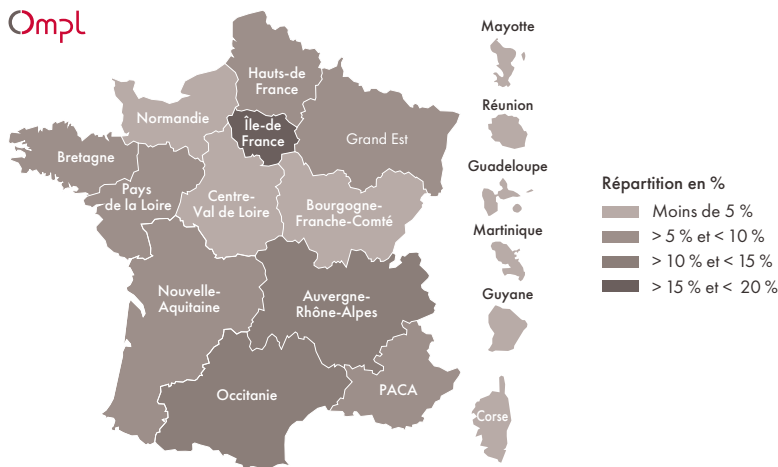 Ompl
Hauts-de
France
Normandie
Île-de
France
Grand Est
Bretagne
Pays
de la Loire
Centre-
Val de Loire
Bourgogne-
Franche-Comté
Nouvelle-
Aquitaine
Auvergne-
Rhône-Alpes
Occitanie
PACA
Mayotte
Réunion
Guadeloupe
Martinique
Guyane
Corse
Répartition en %
Moins de 5 %
> 5 % et < 10 %
> 10 % et < 15 %
> 15 % et < 20 %